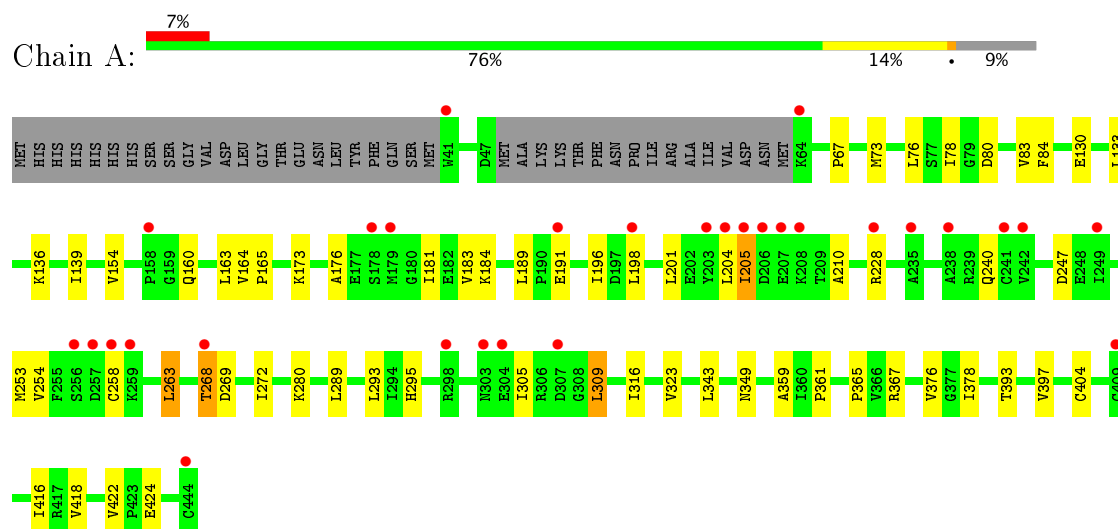 7%
Chain A:
76% 14% • 9%
MET HIS HIS HIS HIS HIS HIS SER SER GLY VAL ASP LEU GLY THR GLU ASN LEU TYR PHE GLN SER MET W41 D47 MET ALA LYS LYS THR PHE ASN PRO ILE ARG ALA ILE VAL ASP ASN MET K64 P67 M73 L76 S77 I78 G79 D80 V83 F84 E130 L133
K136 I139 V154 P158 G159 Q160 L163 V164 P165 K173 A176 E177 S178 M179 G180 I181 E182 V183 K184 L189 P190 E191 I196 D197 L198 L201 E202 Y203 L204 I205 D206 E207 K208 T209 A210 R228 A235 A238 R239 Q240 C241 V242 D247 E248 I249
M253 V254 F255 S256 D257 C258 K259 L263 T268 D269 I272 K280 L289 L293 I294 H295 R298 N303 E304 I305 R306 D307 G308 L309 I316 V323 L343 N349 A359 I360 P361 P365 V366 R367 V376 G377 I378 T393 V397 C404 C409
I416 R417 V418 V422 P423 E424 C444